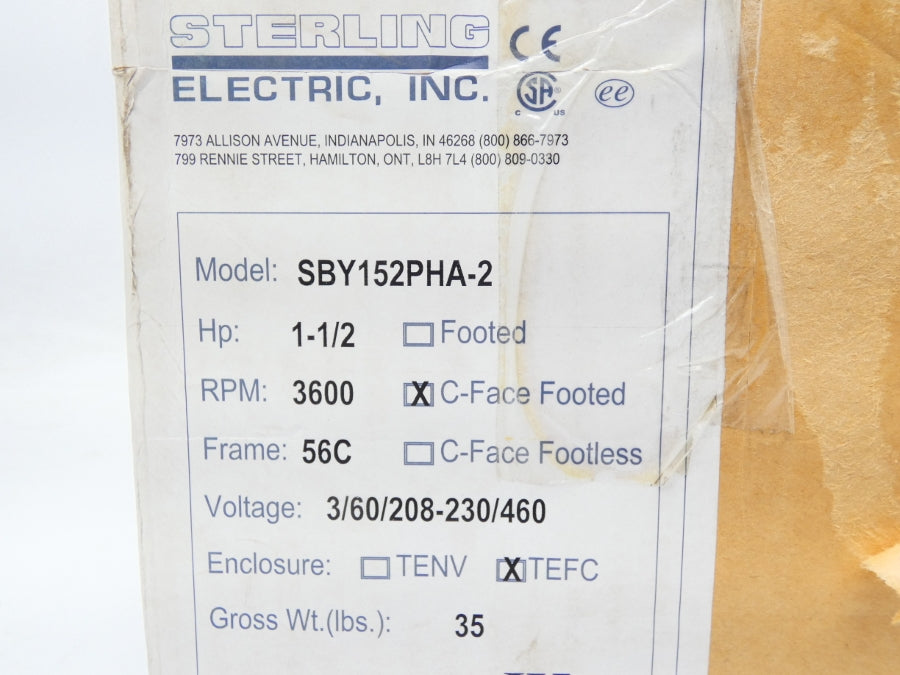 STERLING
ELECTRIC, INC.
CE
SA
C US
ee
7973 ALLISON AVENUE, INDIANAPOLIS, IN 46268 (800) 866-7973
799 RENNIE STREET, HAMILTON, ONT, L8H 7L4 (800) 809-0330
Model: SBY152PHA-2
Hp: 1-1/2 Footed
RPM: 3600 X C-Face Footed
Frame: 56C C-Face Footless
Voltage: 3/60/208-230/460
Enclosure: TENV X TEFC
Gross Wt.(lbs.): 35